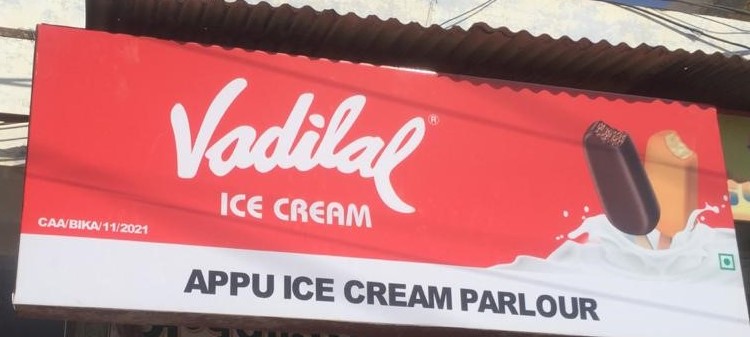 Vadilal®
ICE CREAM
CAA/BIKA/11/2021
APPU ICE CREAM PARLOUR